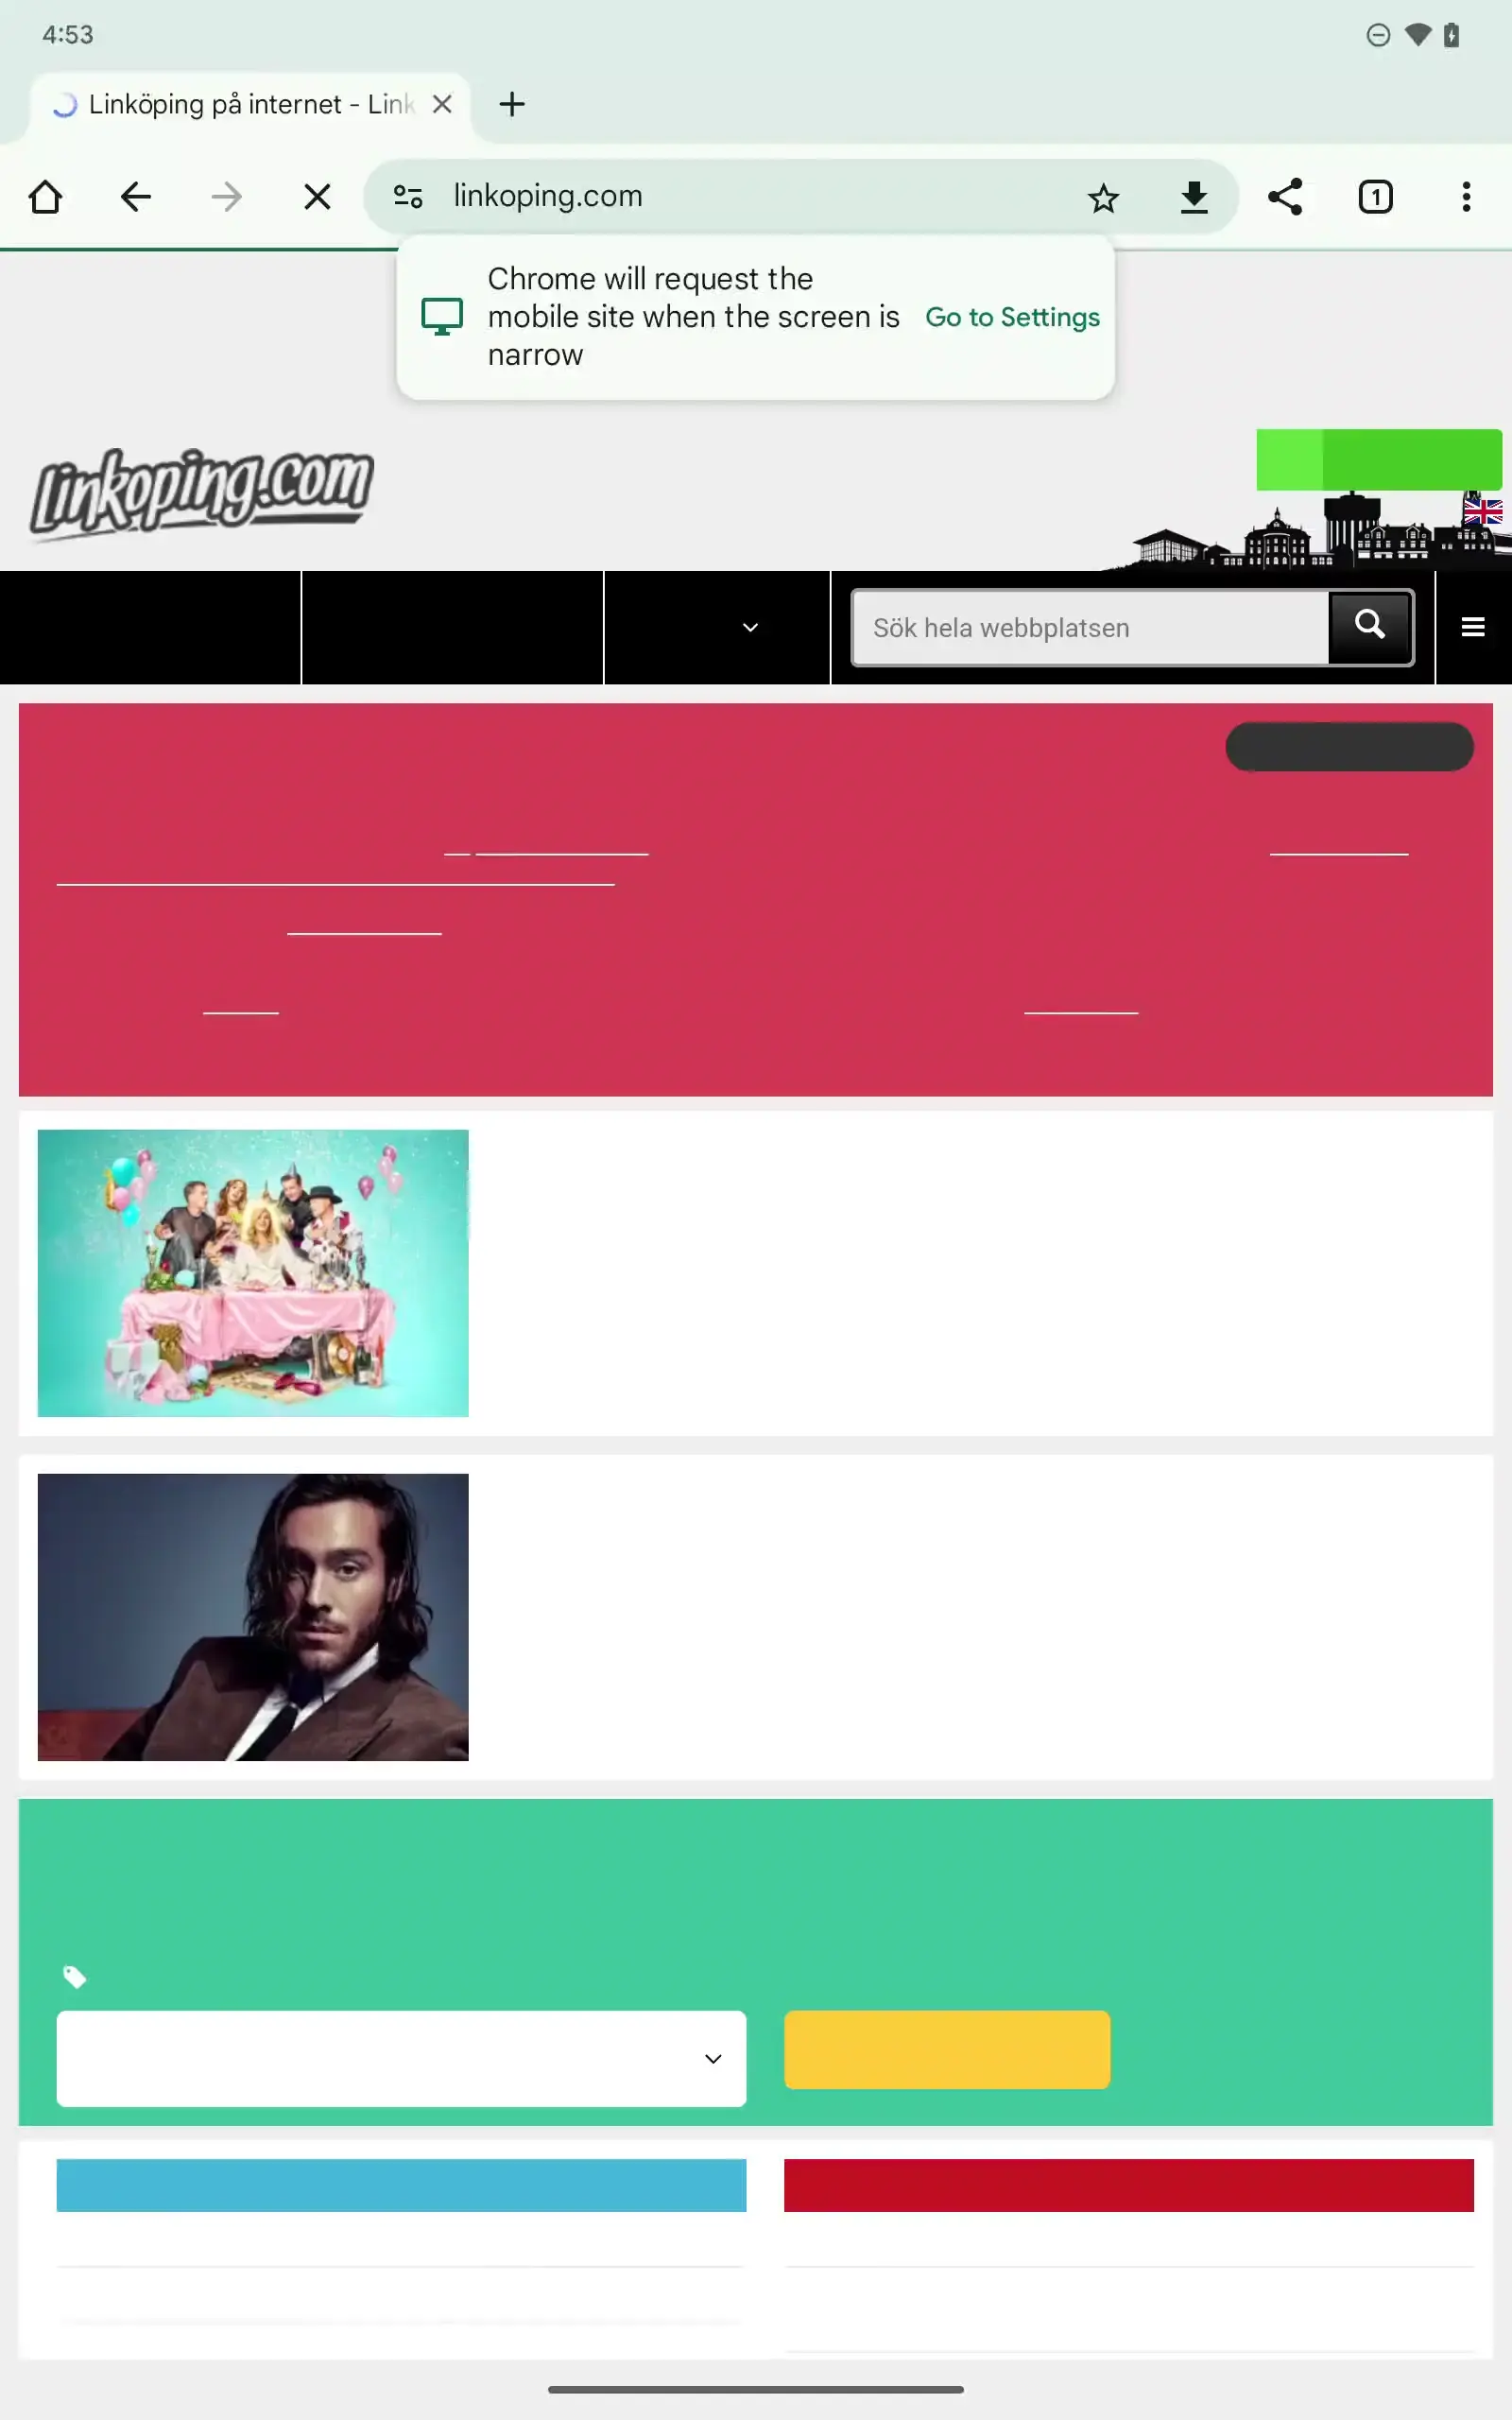 4:53
Linköping på internet - Link
linkoping.com
1
Chrome will request the
mobile site when the screen is
narrow
Go to Settings
linkoping.com
Sök hela webbplatsen